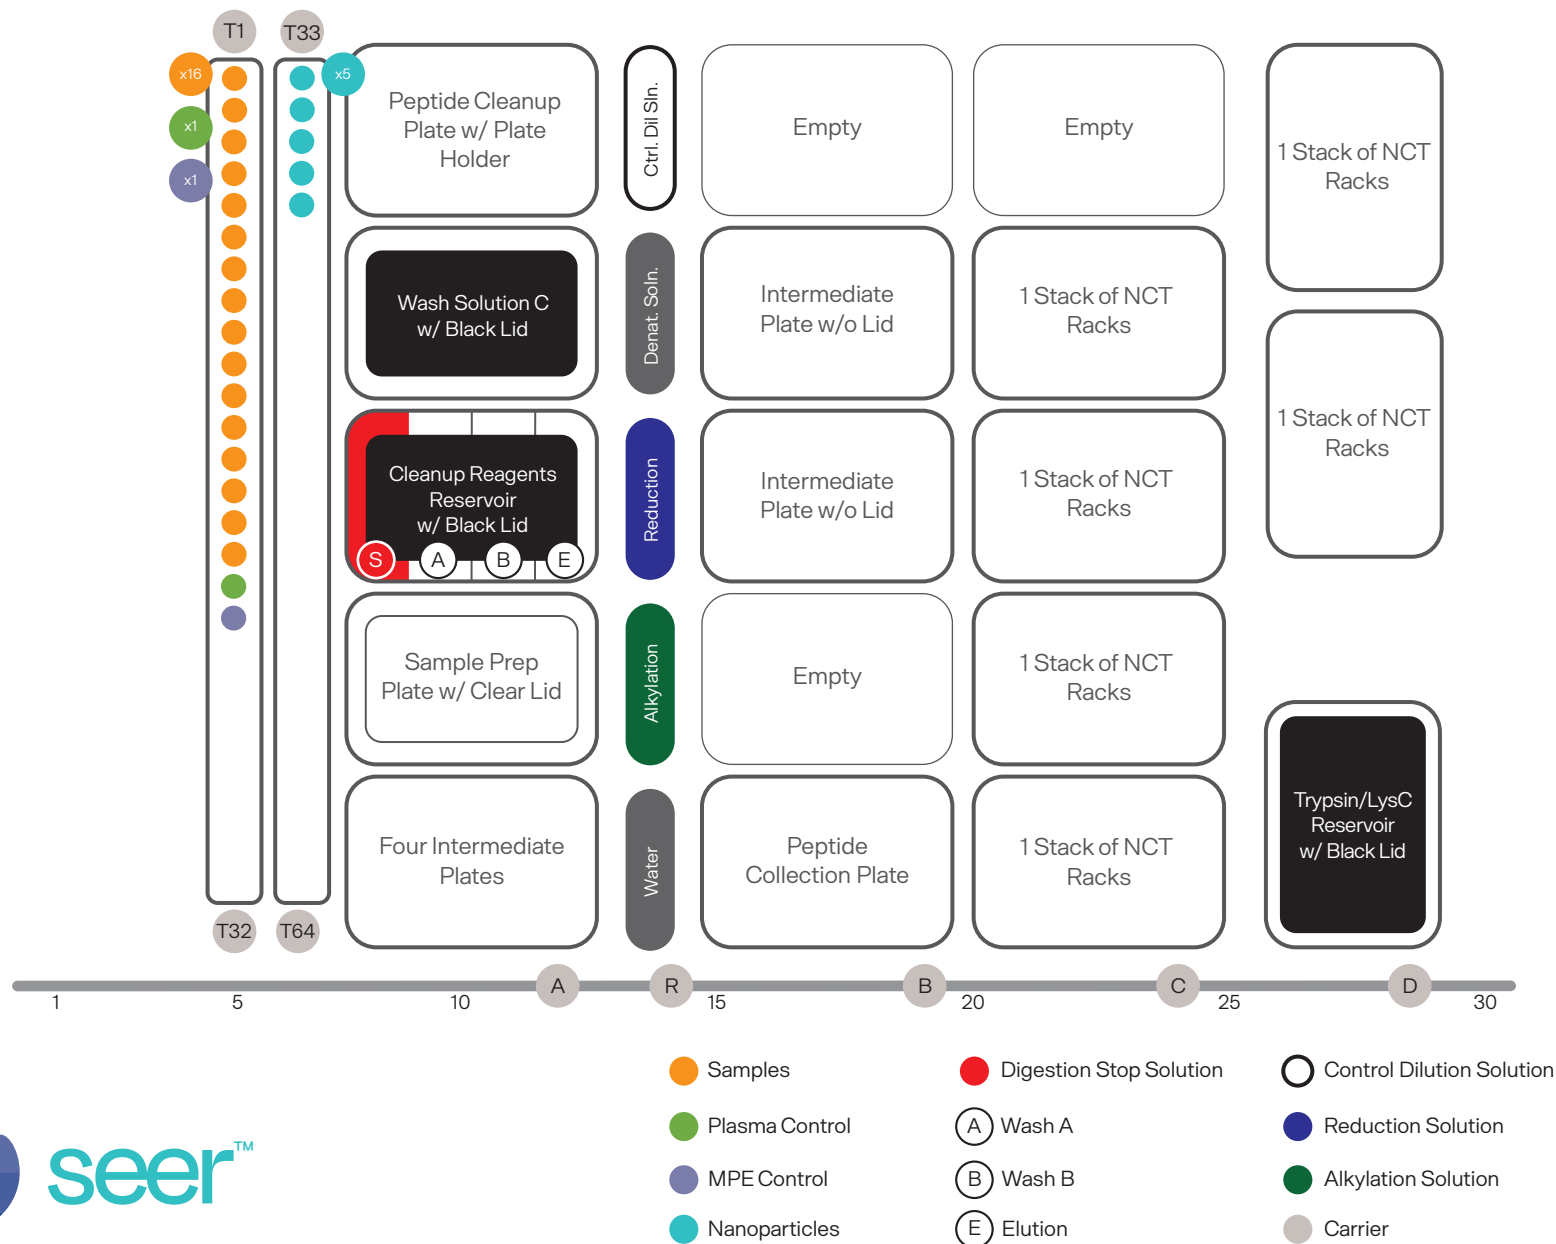 T1
T33
x16
x5
x1
x1
Peptide Cleanup
Plate w/ Plate
Holder
Ctrl. Dil Sln.
Empty
Empty
1 Stack of NCT
Racks
Wash Solution C
w/ Black Lid
Denat. Soln.
Intermediate
Plate w/o Lid
1 Stack of NCT
Racks
1 Stack of NCT
Racks
Cleanup Reagents
Reservoir
w/ Black Lid
S
A
B
E
Reduction
Intermediate
Plate w/o Lid
1 Stack of NCT
Racks
Sample Prep
Plate w/ Clear Lid
Alkylation
Empty
1 Stack of NCT
Racks
Four Intermediate
Plates
Water
Peptide
Collection Plate
1 Stack of NCT
Racks
Trypsin/LysC
Reservoir
w/ Black Lid
T32
T64
A
R
B
C
D
1
5
10
15
20
25
30
Samples
Digestion Stop Solution
Control Dilution Solution
Plasma Control
A
Wash A
Reduction Solution
MPE Control
B
Wash B
Alkylation Solution
Nanoparticles
E
Elution
Carrier
seer™